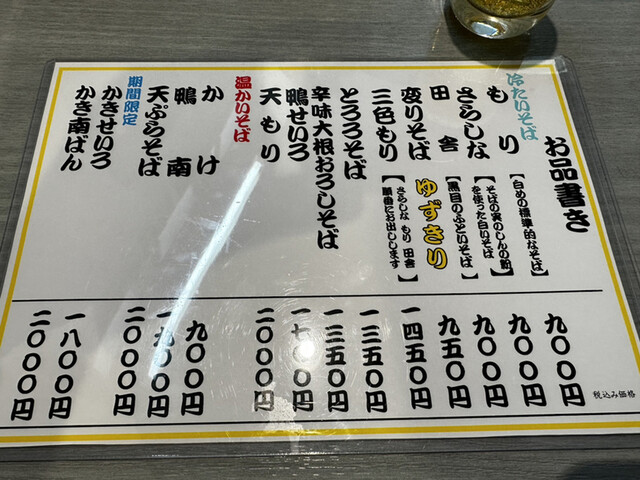 お品書き
冷たいそば
もり 【白めの標準的なそば】 九〇〇円
さらしな 【そばの実のしんの粉
を使った白いそば】 九〇〇円
田舎 【黒目のふといそば】 九〇〇円
変りそば ゆずきり 九五〇円
三色もり 【さらしな もり 田舎
順番にお出しします】 一四五〇円
とろろそば 一三五〇円
辛味大根おろしそば 一三五〇円
鴨せいろ 一七〇〇円
天もり 二〇〇〇円
温かいそば
かけ 九〇〇円
鴨南 一九〇〇円
天ぷらそば 二〇〇〇円
期間限定
かきせいろ 一八〇〇円
かき南ばん 二〇〇〇円
税込み価格